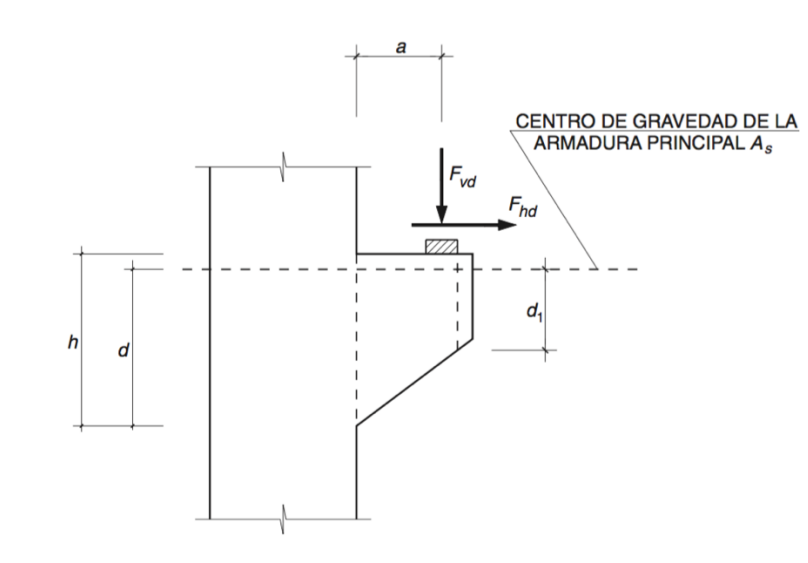 a
CENTRO DE GRAVEDAD DE LA
ARMADURA PRINCIPAL As
Fvd
Fhd
h
d
d1